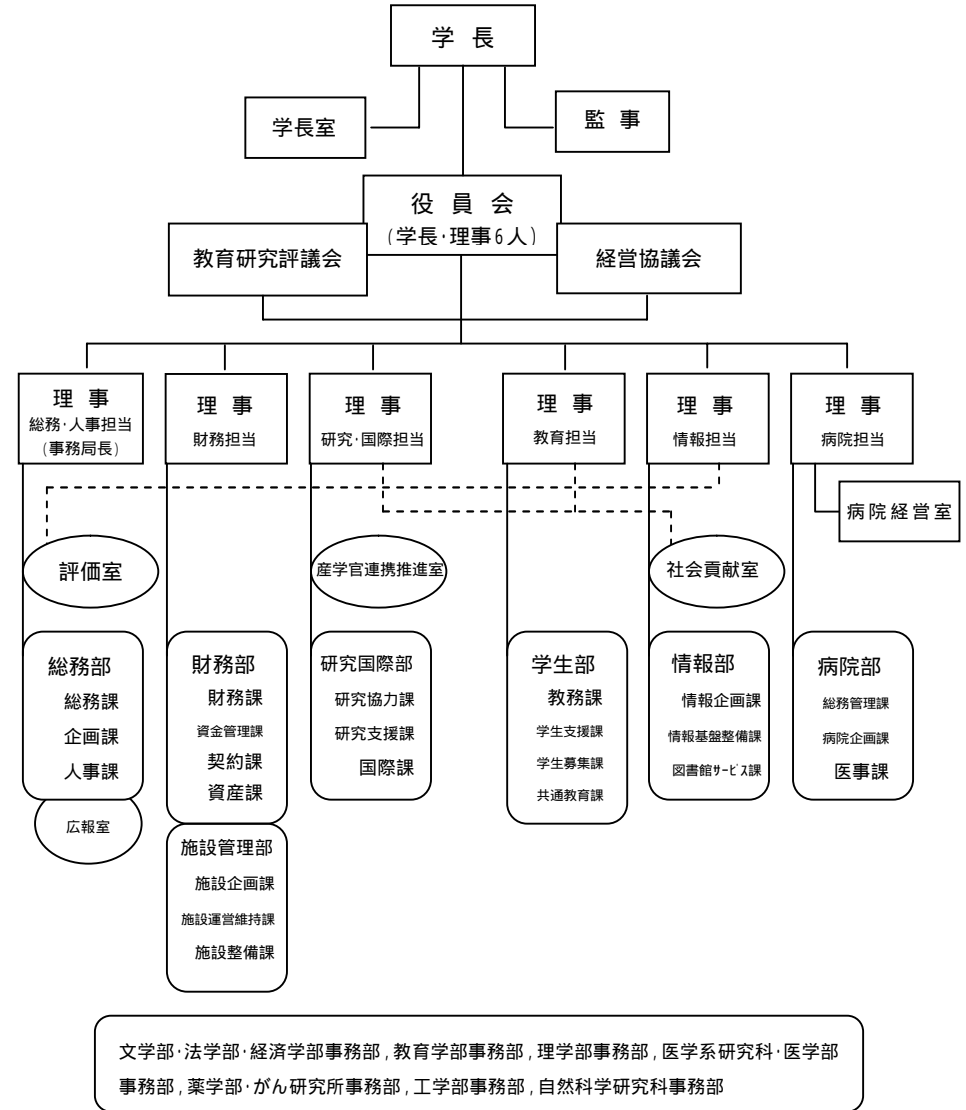 学 長
学長室
監 事
役 員 会
(学長・理事6人)
教育研究評議会
経営協議会
理 事
総務・人事担当
(事務局長)
理 事
財務担当
理 事
研究・国際担当
理 事
教育担当
理 事
情報担当
理 事
病院担当
病院経営室
評価室
産学官連携推進室
社会貢献室
総務部
総務課
企画課
人事課
広報室
財務部
財務課
資金管理課
契約課
資産課
施設管理部
施設企画課
施設運営維持課
施設整備課
研究国際部
研究協力課
研究支援課
国際課
学生部
教務課
学生支援課
学生募集課
共通教育課
情報部
情報企画課
情報基盤整備課
図書館ｻｰﾋﾞｽ課
病院部
総務管理課
病院企画課
医事課
文学部・法学部・経済学部事務部，教育学部事務部，理学部事務部，医学系研究科・医学部
事務部，薬学部・がん研究所事務部，工学部事務部，自然科学研究科事務部